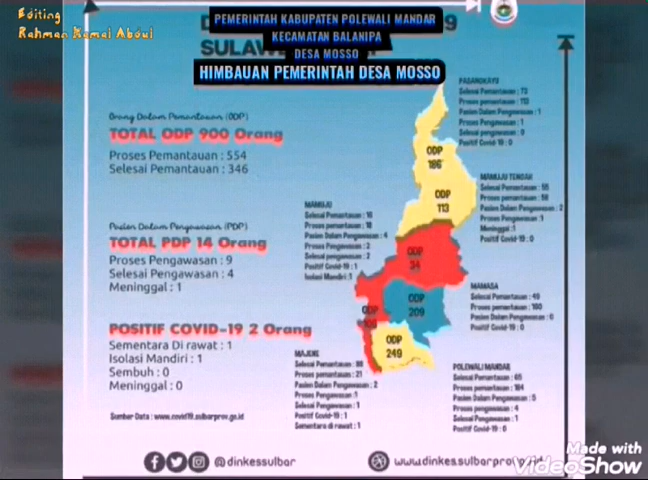 Editing
Rahman Kamal Abdul
PEMERINTAH KABUPATEN POLEWALI MANDAR
KECAMATAN BALANIPA
DESA MOSSO
HIMBAUAN PEMERINTAH DESA MOSSO
SULAWESI
Orang Dalam Pemantauan (ODP)
TOTAL ODP 900 Orang
Proses Pemantauan : 554
Selesai Pemantauan : 346
Pasien Dalam Pengawasan (PDP)
TOTAL PDP 14 Orang
Proses Pengawasan : 9
Selesai Pengawasan : 4
Meninggal : 1
POSITIF COVID-19 2 Orang
Sementara Di rawat : 1
Isolasi Mandiri : 1
Sembuh : 0
Meninggal : 0
Sumber Data : www.covid19.sulbarprov.go.id
PASANGKAYU
Selesai Pemantauan : 73
Proses pemantauan : 113
Pasien Dalam Pengawasan : 1
Proses Pengawasan : 1
Selesai pengawasan : 0
Positif Covid-19 : 0
ODP
186
MAMUJU TENGAH
Selesai Pemantauan : 55
Proses pemantauan : 58
Pasien Dalam Pengawasan : 2
Proses Pengawasan : 1
Meninggal : 1
Positif Covid-19 : 0
ODP
113
MAMUJU
Selesai Pemantauan : 16
Proses pemantauan : 18
Pasien Dalam Pengawasan : 4
Proses Pengawasan : 2
Selesai pengawasan : 2
Positif Covid-19 : 1
Isolasi Mandiri : 1
ODP
34
MAMASA
Selesai Pemantauan : 49
Proses pemantauan : 160
Pasien Dalam Pengawasan : 0
Positif Covid-19 : 0
ODP
209
ODP
ODP
249
MAJENE
Selesai Pemantauan : 88
Proses pemantauan : 21
Pasien Dalam Pengawasan : 2
Proses Pengawasan : 1
Selesai Pengawasan : 1
Positif Covid-19 : 1
Sementara di rawat : 1
POLEWALI MANDAR
Selesai Pemantauan : 65
Proses pemantauan : 184
Pasien Dalam Pengawasan : 5
Proses pengawasan : 4
Selesai Pengawasan : 1
Positif Covid-19 : 0
@dinkessulbar
Made with
VideoShow